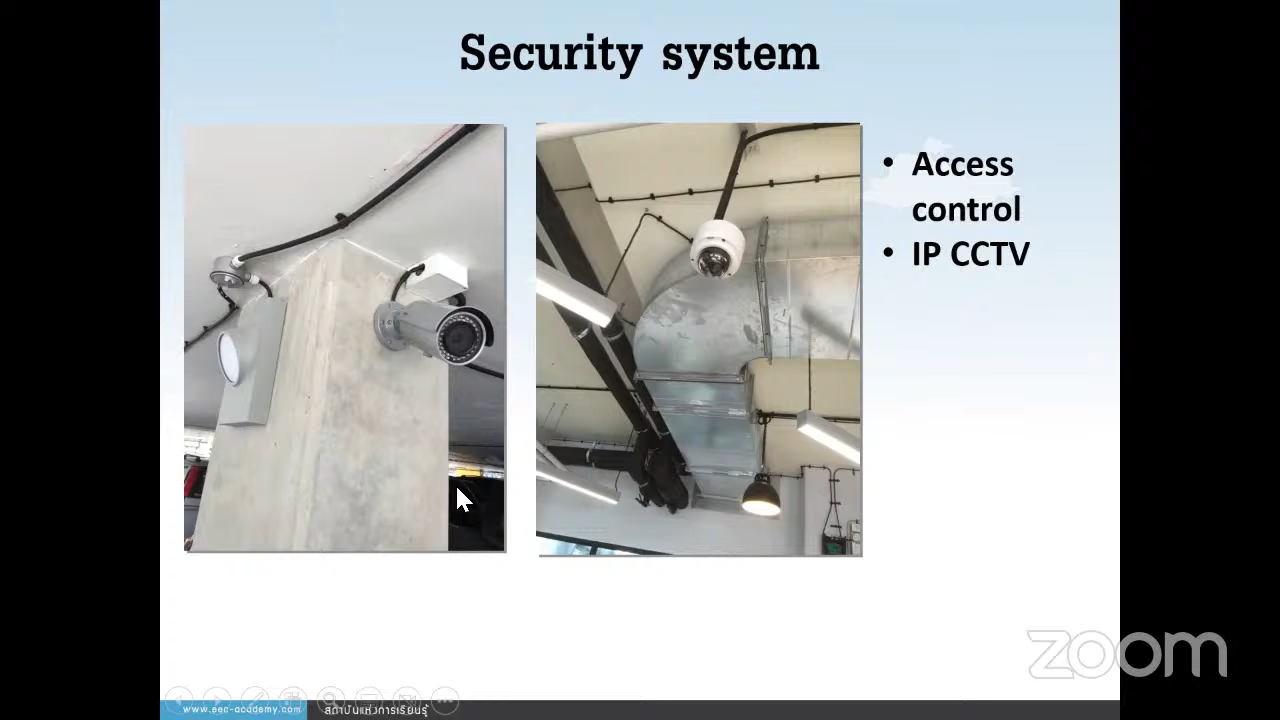 Security system
• Access
control
• IP CCTV
zoom
www.eec-academy.com
สถาบันแห่งการเรียนรู้